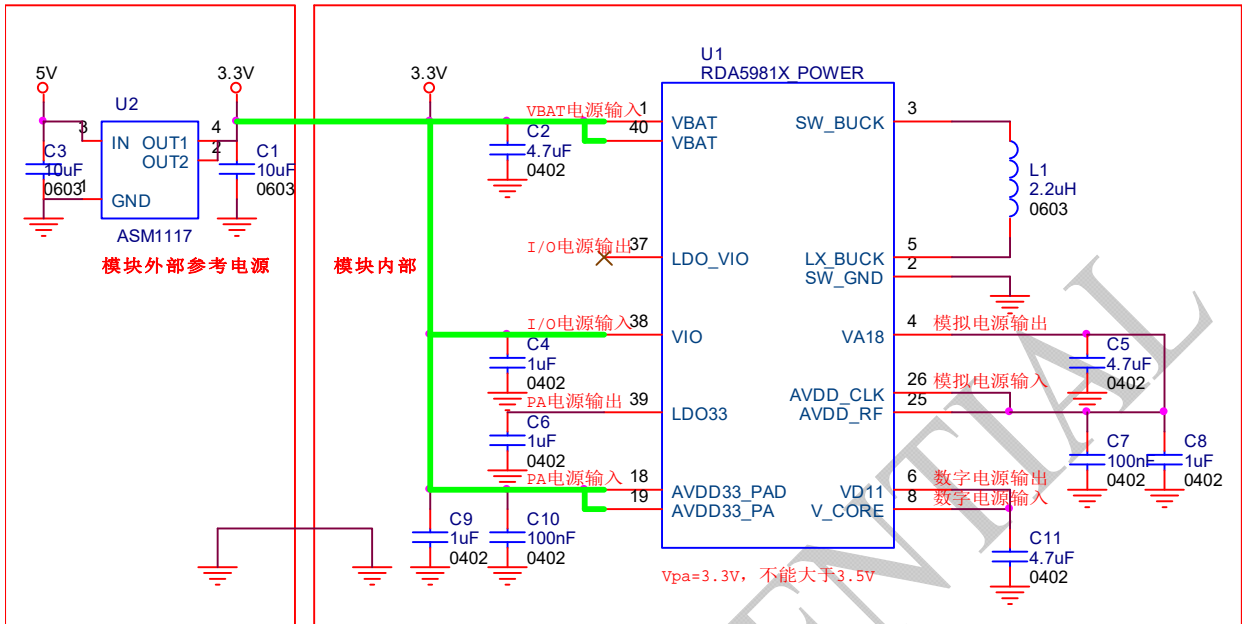 5V
3.3V
U2
3
IN
OUT1
4
OUT2
2
C3
10uF
0603
1
GND
C1
10uF
0603
ASM1117
模块外部参考电源
3.3V
模块内部
U1
RDA5981X_POWER
VBAT电源输入
1
VBAT
40
VBAT
C2
4.7uF
0402
SW_BUCK
3
L1
2.2uH
0603
I/O电源输出
37
LDO_VIO
LX_BUCK
5
SW_GND
2
I/O电源输入
38
VIO
C4
1uF
0402
VA18
4
模拟电源输出
C5
4.7uF
0402
PA电源输出
39
LDO33
C6
1uF
0402
AVDD_CLK
26
模拟电源输入
AVDD_RF
25
C7
100nF
0402
C8
1uF
0402
PA电源输入
18
AVDD33_PAD
19
AVDD33_PA
C9
1uF
0402
C10
100nF
0402
VD11
6
数字电源输出
V_CORE
8
数字电源输入
C11
4.7uF
0402
Vpa=3.3V，不能大于3.5V
ENTIAL